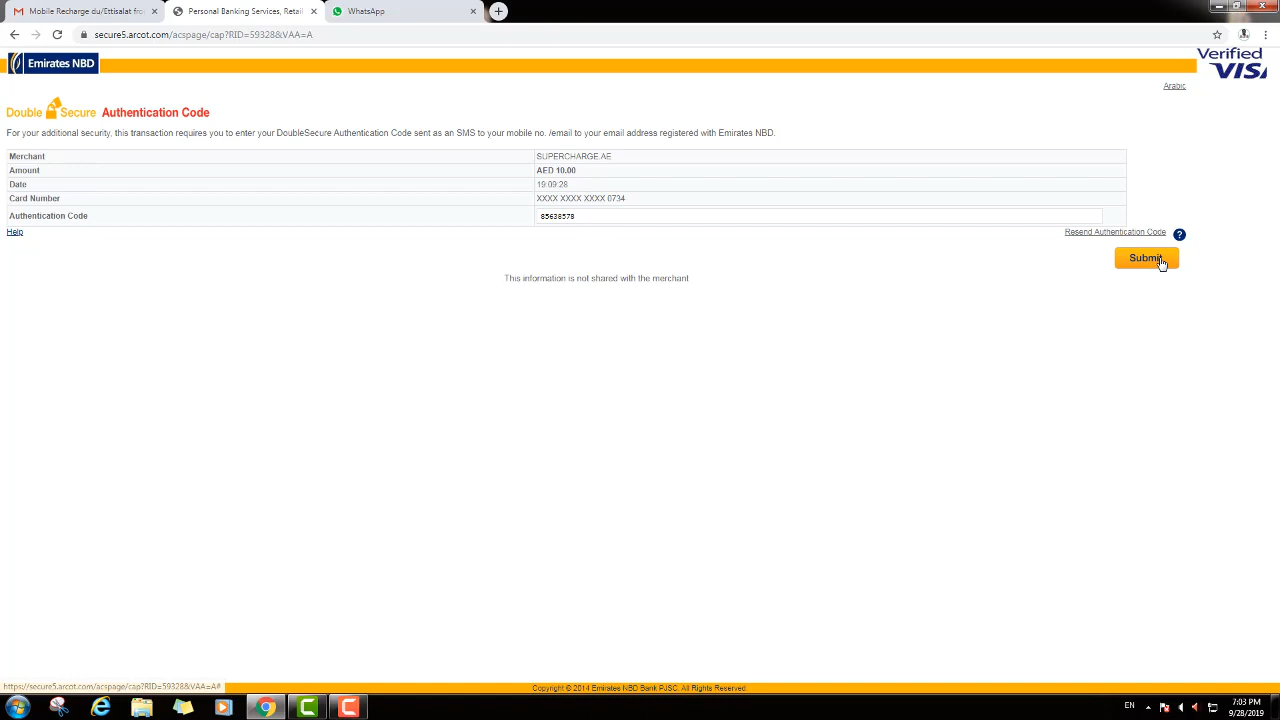 Mobile Recharge du/Ettisalat fro
Personal Banking Services, Retail
WhatsApp
secure5.arcot.com/acspage/cap?RID=59328&VAA=A
Emirates NBD
Verified
VISA
Arabic
Double Secure Authentication Code
For your additional security, this transaction requires you to enter your DoubleSecure Authentication Code sent as an SMS to your mobile no. /email to your email address registered with Emirates NBD.
Merchant SUPERCHARGE.AE
Amount AED 10.00
Date 19:09:28
Card Number XXXX XXXX XXXX 0734
Authentication Code 85638578
Help Resend Authentication Code ?
Submit
This information is not shared with the merchant
https://secure5.arcot.com/acspage/cap?RID=59328&VAA=A#
Copyright © 2014 Emirates NBD Bank PJSC. All Rights Reserved.
EN
7:03 PM
9/28/2019